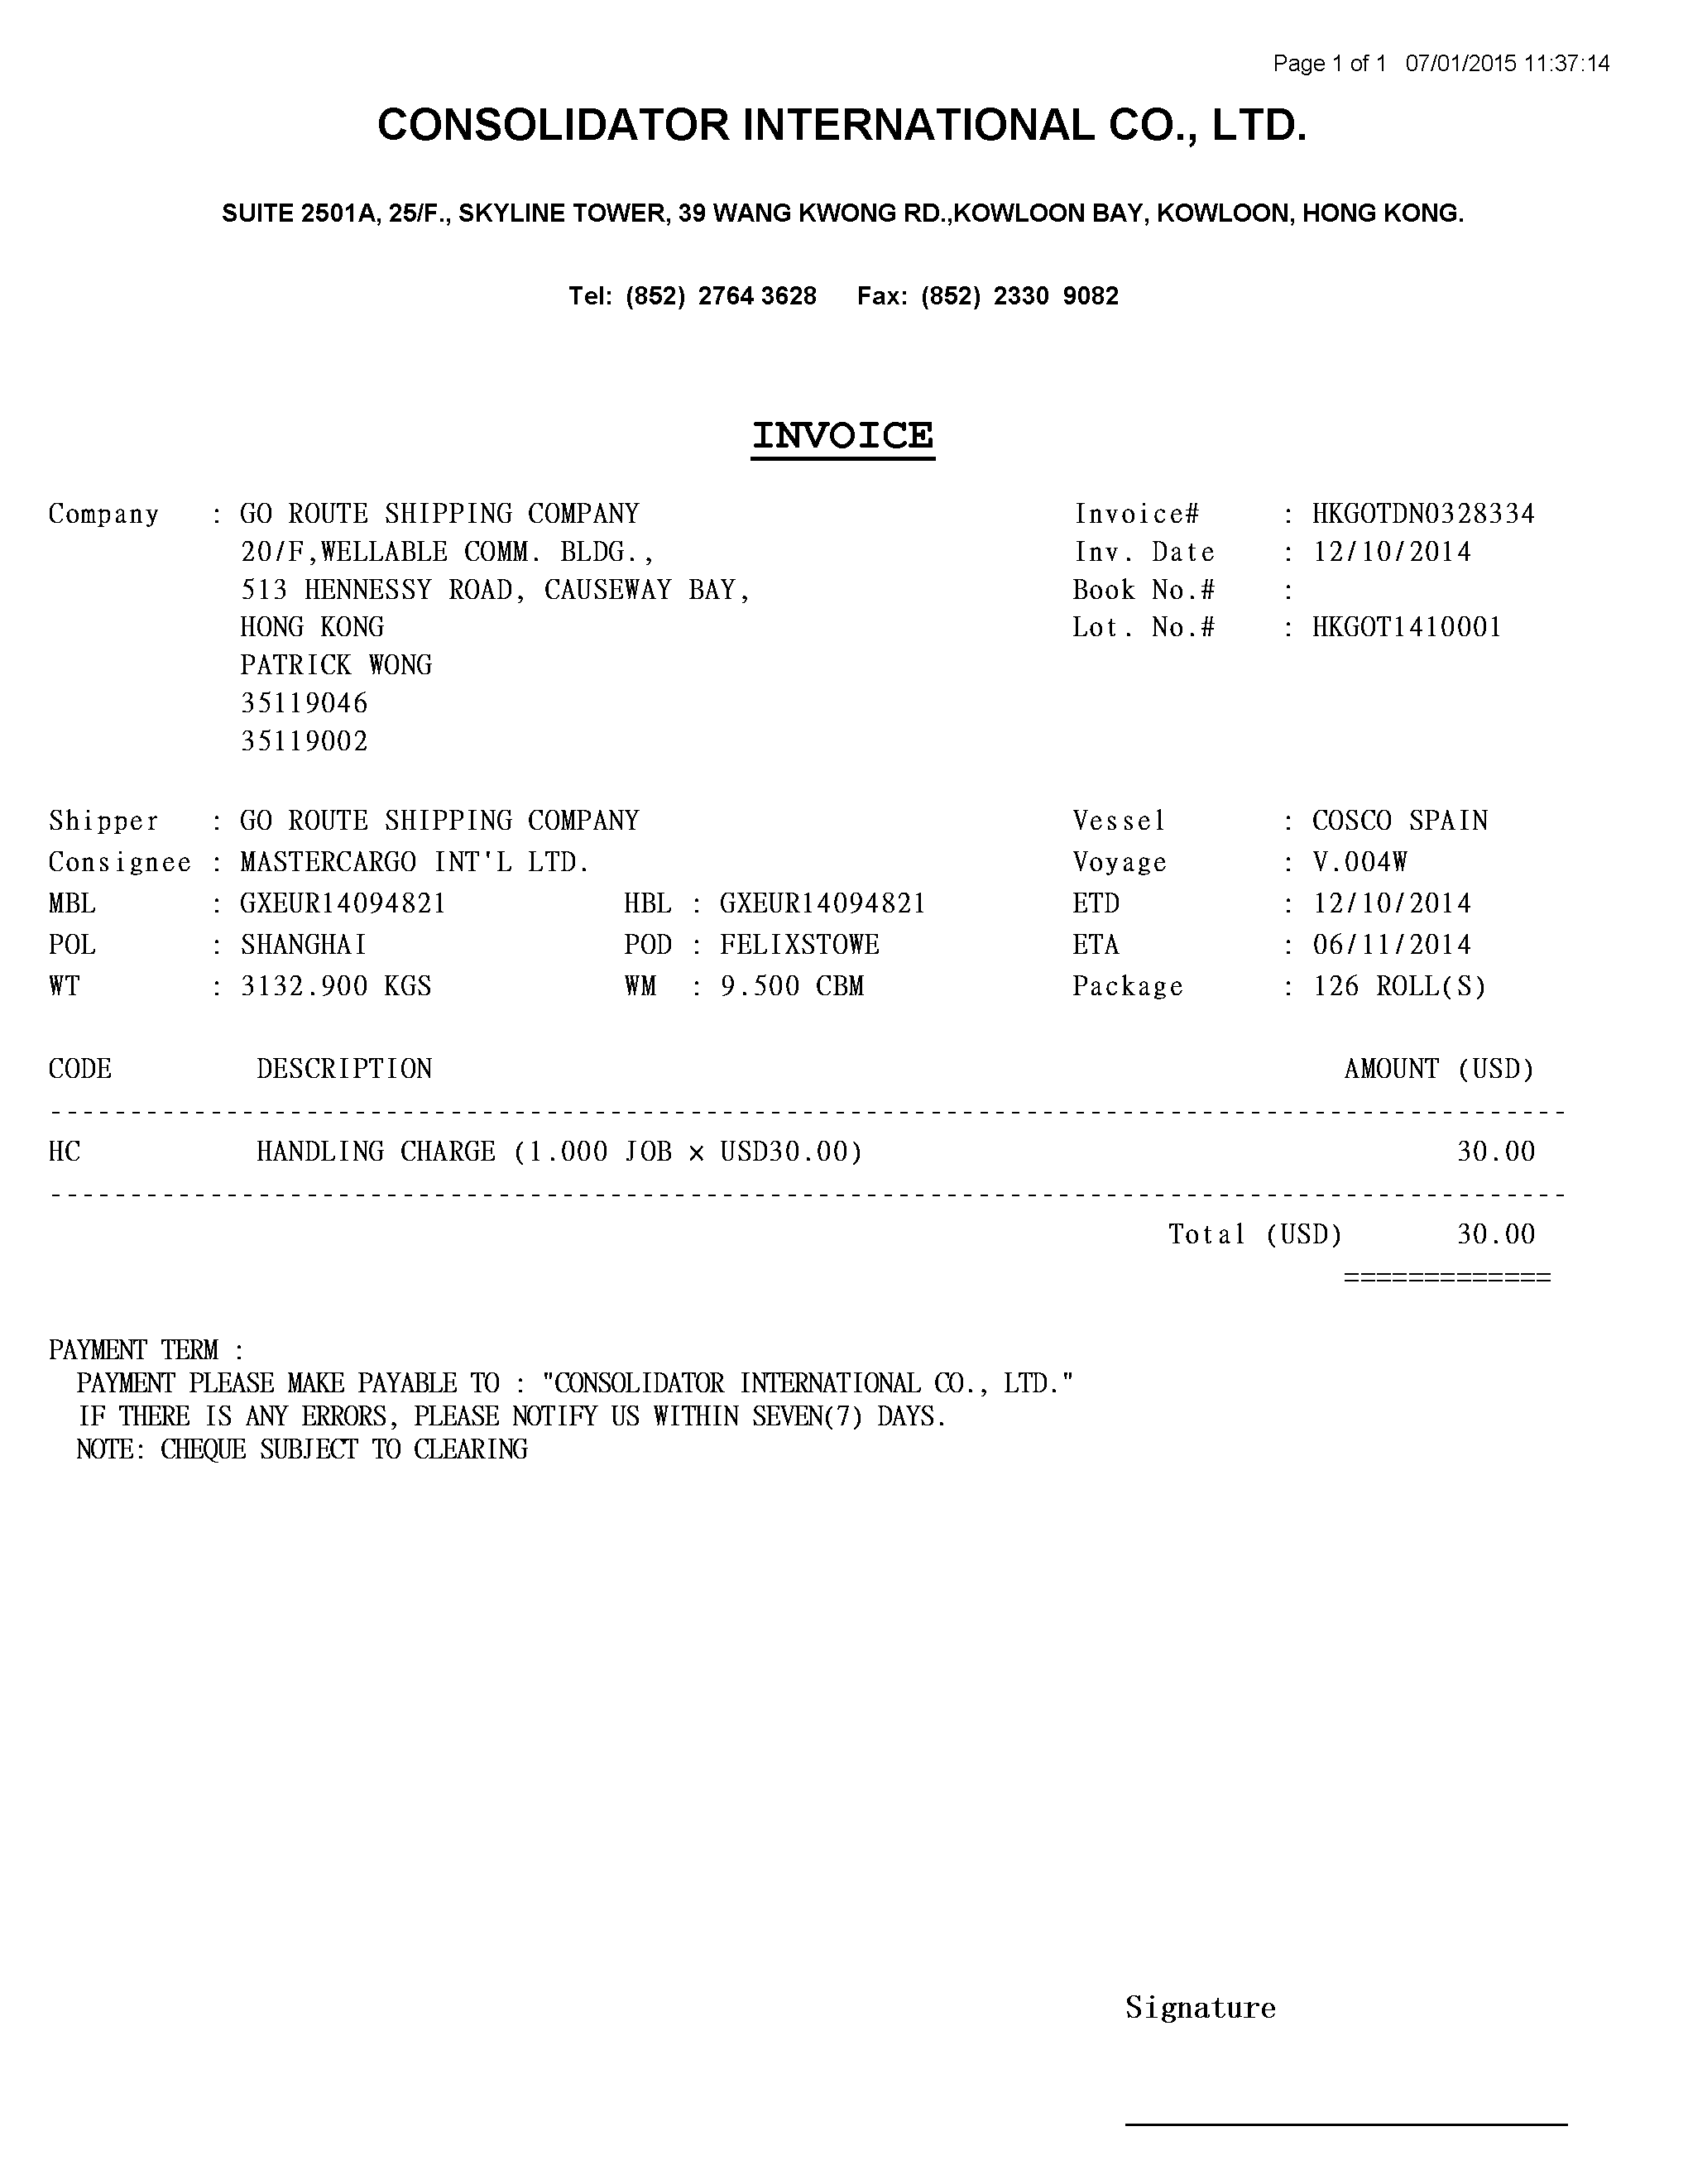 Page 1 of 1 07/01/2015 11:37:14
CONSOLIDATOR INTERNATIONAL CO., LTD.
SUITE 2501A, 25/F., SKYLINE TOWER, 39 WANG KWONG RD.,KOWLOON BAY, KOWLOON, HONG KONG.
Tel: (852) 2764 3628 Fax: (852) 2330 9082
INVOICE
Company : GO ROUTE SHIPPING COMPANY Invoice# : HKGOTDN0328334
20/F,WELLABLE COMM. BLDG., Inv. Date : 12/10/2014
513 HENNESSY ROAD, CAUSEWAY BAY, Book No.# :
HONG KONG Lot. No.# : HKGOT1410001
PATRICK WONG
35119046
35119002
Shipper : GO ROUTE SHIPPING COMPANY Vessel : COSCO SPAIN
Consignee : MASTERCARGO INT'L LTD. Voyage : V.004W
MBL : GXEUR14094821 HBL : GXEUR14094821 ETD : 12/10/2014
POL : SHANGHAI POD : FELIXSTOWE ETA : 06/11/2014
WT : 3132.900 KGS WM : 9.500 CBM Package : 126 ROLL(S)
CODE DESCRIPTION AMOUNT (USD)
HC HANDLING CHARGE (1.000 JOB × USD30.00) 30.00
Total (USD) 30.00
=============
PAYMENT TERM :
PAYMENT PLEASE MAKE PAYABLE TO : "CONSOLIDATOR INTERNATIONAL CO., LTD."
IF THERE IS ANY ERRORS, PLEASE NOTIFY US WITHIN SEVEN(7) DAYS.
NOTE: CHEQUE SUBJECT TO CLEARING
Signature